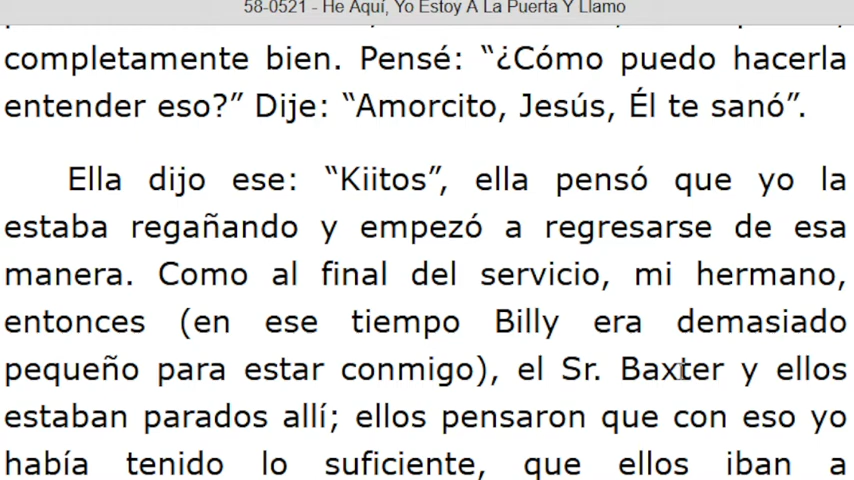 58-0521 - He Aquí, Yo Estoy A La Puerta Y Llamo
completamente bien. Pensé: “¿Cómo puedo hacerla
entender eso?” Dije: “Amorcito, Jesús, Él te sanó”.
Ella dijo ese: “Kiitos”, ella pensó que yo la
estaba regañando y empezó a regresarse de esa
manera. Como al final del servicio, mi hermano,
entonces (en ese tiempo Billy era demasiado
pequeño para estar conmigo), el Sr. Baxter y ellos
estaban parados allí; ellos pensaron que con eso yo
había tenido lo suficiente, que ellos iban a